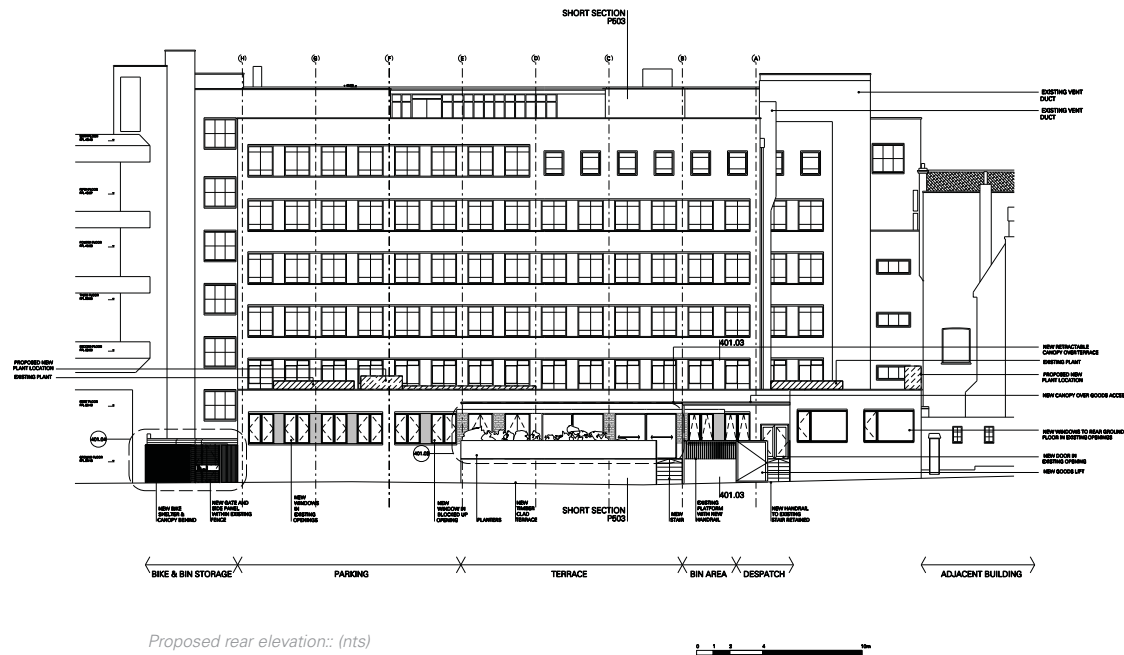 SHORT SECTION
P503
H
G
F
E
D
C
B
A
EXISTING VENT
DUCT
EXISTING VENT
DUCT
401.03
NEW RETRACTABLE
CANOPY OVER TERRACE
PROPOSED NEW
PLANT LOCATION
EXISTING PLANT
EXISTING PLANT
PROPOSED NEW
PLANT LOCATION
NEW CANOPY OVER GOODS ACCES
NEW WINDOWS TO REAR GROUND
FLOOR IN EXISTING OPENINGS
401.04
NEW DOOR IN
EXISTING OPENING
NEW GOODS LIFT
401.03
NEW BIKE
SHELTER &
CANOPY BEHIND
NEW GATE AND
SIDE PANEL
WITHIN EXISTING
FENCE
NEW
WINDOWS
IN
EXISTING
OPENINGS
NEW
WINDOW IN
BLOCKED UP
OPENING
PLANTERS
NEW
TIMBER
CLAD
TERRACE
SHORT SECTION
P503
NEW
STAIR
EXISTING
PLATFORM
WITH NEW
HANDRAIL
NEW HANDRAIL
TO EXISTING
STAIR RETAINED
BIKE & BIN STORAGE
PARKING
TERRACE
BIN AREA
DESPATCH
ADJACENT BUILDING
Proposed rear elevation:: (nts)
0 1 2 4 10m